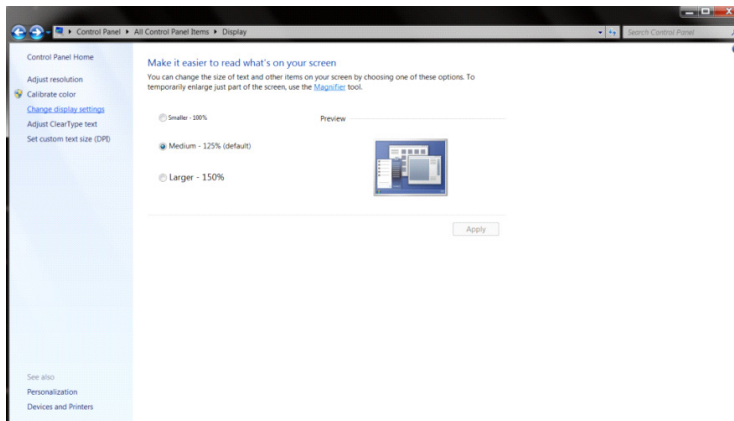 Control Panel ▸ All Control Panel Items ▸ Display
Search Control Panel
Control Panel Home
Adjust resolution
Calibrate color
Change display settings
Adjust ClearType text
Set custom text size (DPI)
See also
Personalization
Devices and Printers
Make it easier to read what's on your screen
You can change the size of text and other items on your screen by choosing one of these options. To
temporarily enlarge just part of the screen, use the Magnifier tool.
Smaller - 100%
Preview
Medium - 125% (default)
Larger - 150%
Apply